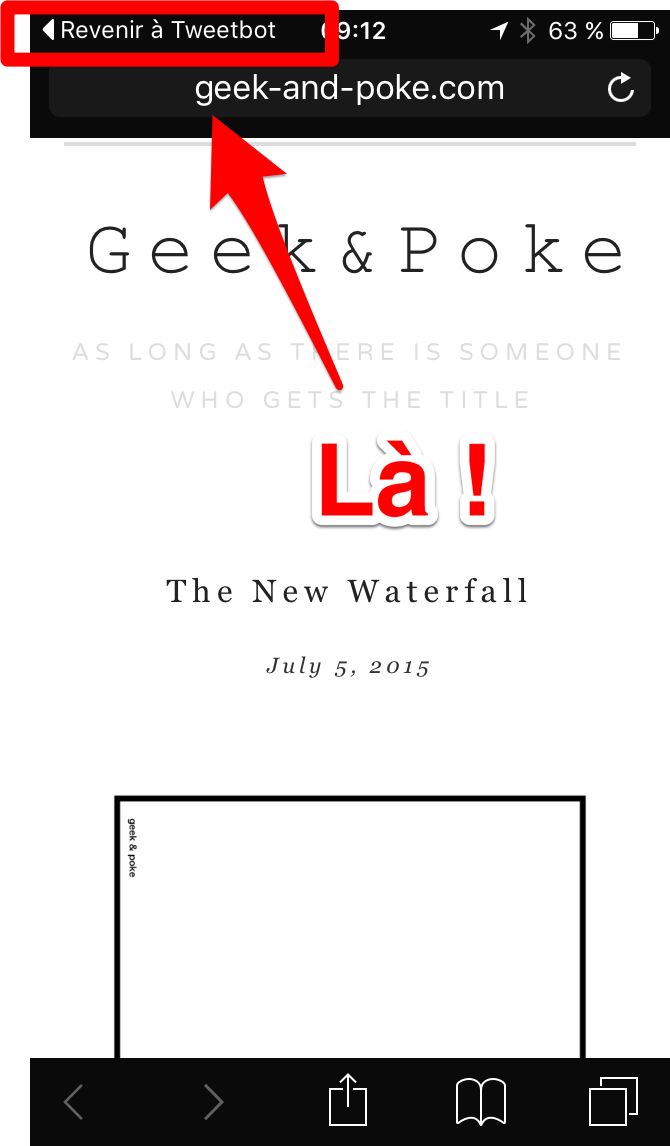 Revenir à Tweetbot 09:12 63 %
geek-and-poke.com
Geek&Poke
AS LONG AS THERE IS SOMEONE
WHO GETS THE TITLE
Là !
The New Waterfall
July 5, 2015
geek & poke